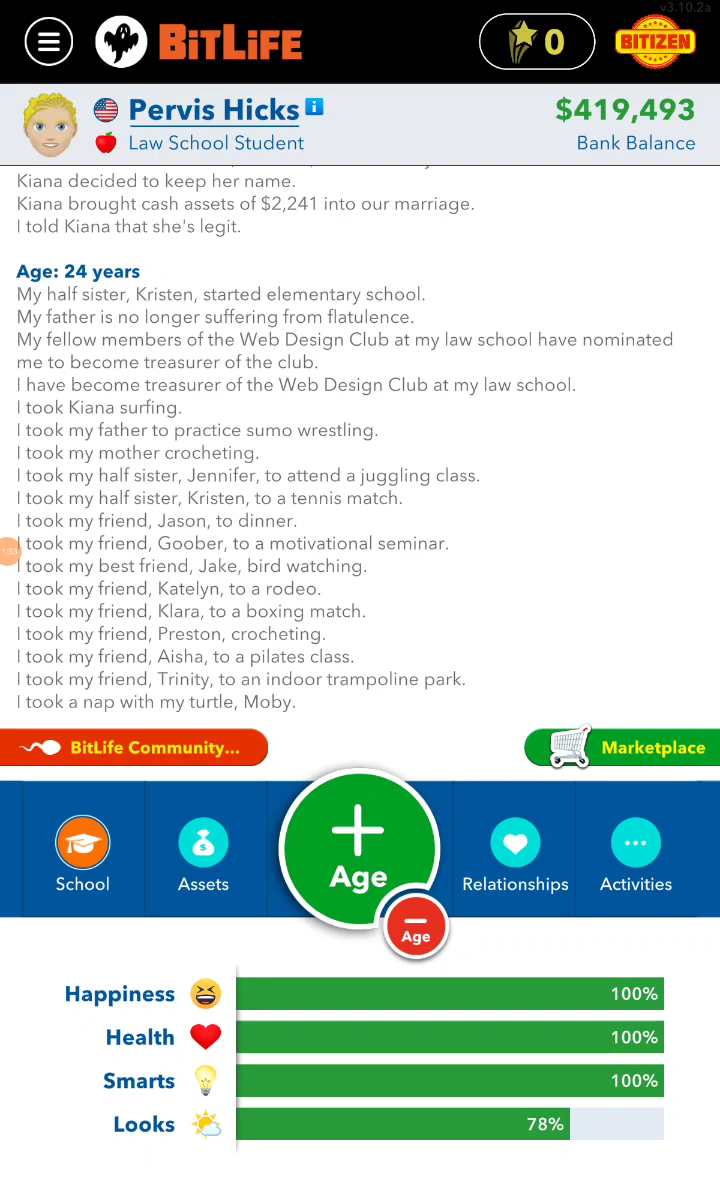 v3.10.2a
BITLIFE
0
BITIZEN
Pervis Hicks i
$419,493
Law School Student
Bank Balance
Kiana decided to keep her name.
Kiana brought cash assets of $2,241 into our marriage.
I told Kiana that she's legit.
Age: 24 years
My half sister, Kristen, started elementary school.
My father is no longer suffering from flatulence.
My fellow members of the Web Design Club at my law school have nominated
me to become treasurer of the club.
I have become treasurer of the Web Design Club at my law school.
I took Kiana surfing.
I took my father to practice sumo wrestling.
I took my mother crocheting.
I took my half sister, Jennifer, to attend a juggling class.
I took my half sister, Kristen, to a tennis match.
I took my friend, Jason, to dinner.
1:53
I took my friend, Goober, to a motivational seminar.
I took my best friend, Jake, bird watching.
I took my friend, Katelyn, to a rodeo.
I took my friend, Klara, to a boxing match.
I took my friend, Preston, crocheting.
I took my friend, Aisha, to a pilates class.
I took my friend, Trinity, to an indoor trampoline park.
I took a nap with my turtle, Moby.
BitLife Community...
Marketplace
School
Assets
Age
Relationships
Activities
Age
Happiness
100%
Health
100%
Smarts
100%
Looks
78%